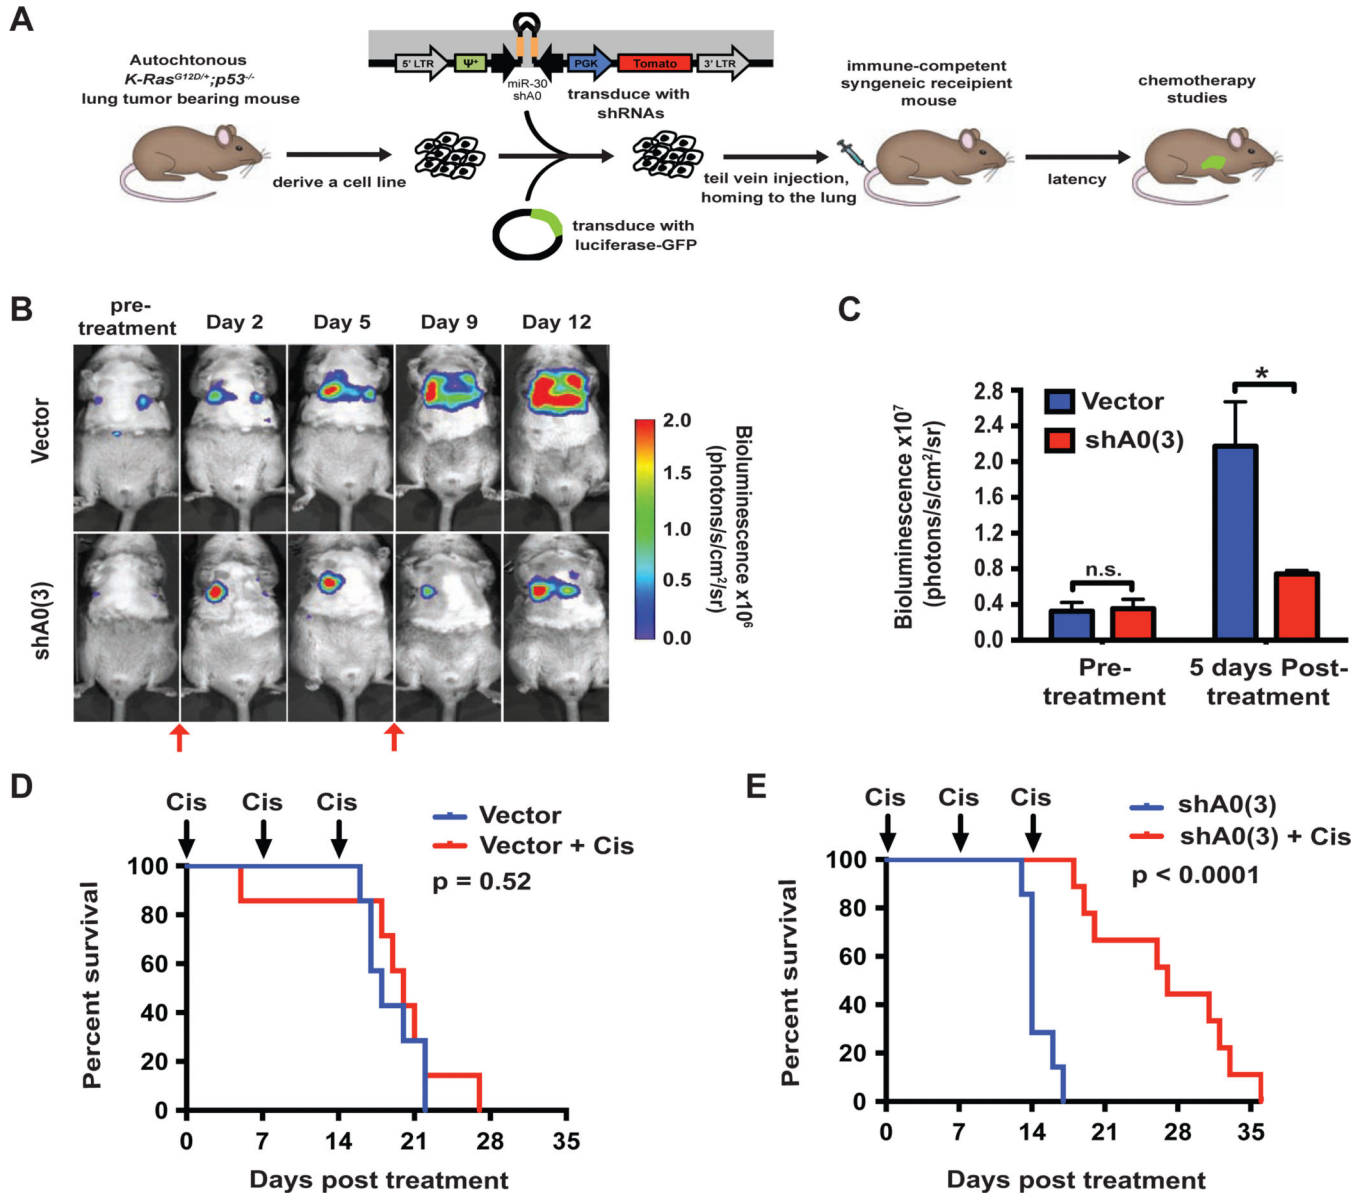 A
Autochtonous
K-Ras^G12D/+;p53^-/-
lung tumor bearing mouse
derive a cell line
5' LTR
Ψ+
PGK
Tomato
3' LTR
miR-30
shA0
transduce with
shRNAs
transduce with
luciferase-GFP
teil vein injection,
homing to the lung
immune-competent
syngeneic receipient
mouse
latency
chemotherapy
studies
B
pre-
treatment
Day 2
Day 5
Day 9
Day 12
Vector
shA0(3)
2.0
1.5
1.0
0.5
0.0
Bioluminescence x10^6
(photons/s/cm²/sr)
C
Bioluminescence x10^7
(photons/s/cm²/sr)
2.8
2.4
2.0
1.6
1.2
0.8
0.4
0.0
Vector
shA0(3)
n.s.
*
Pre-
treatment
5 days Post-
treatment
D
Cis Cis Cis
Vector
Vector + Cis
p = 0.52
Percent survival
100
80
60
40
20
0
0 7 14 21 28 35
Days post treatment
E
Cis Cis Cis
shA0(3)
shA0(3) + Cis
p < 0.0001
Percent survival
100
80
60
40
20
0
0 7 14 21 28 35
Days post treatment